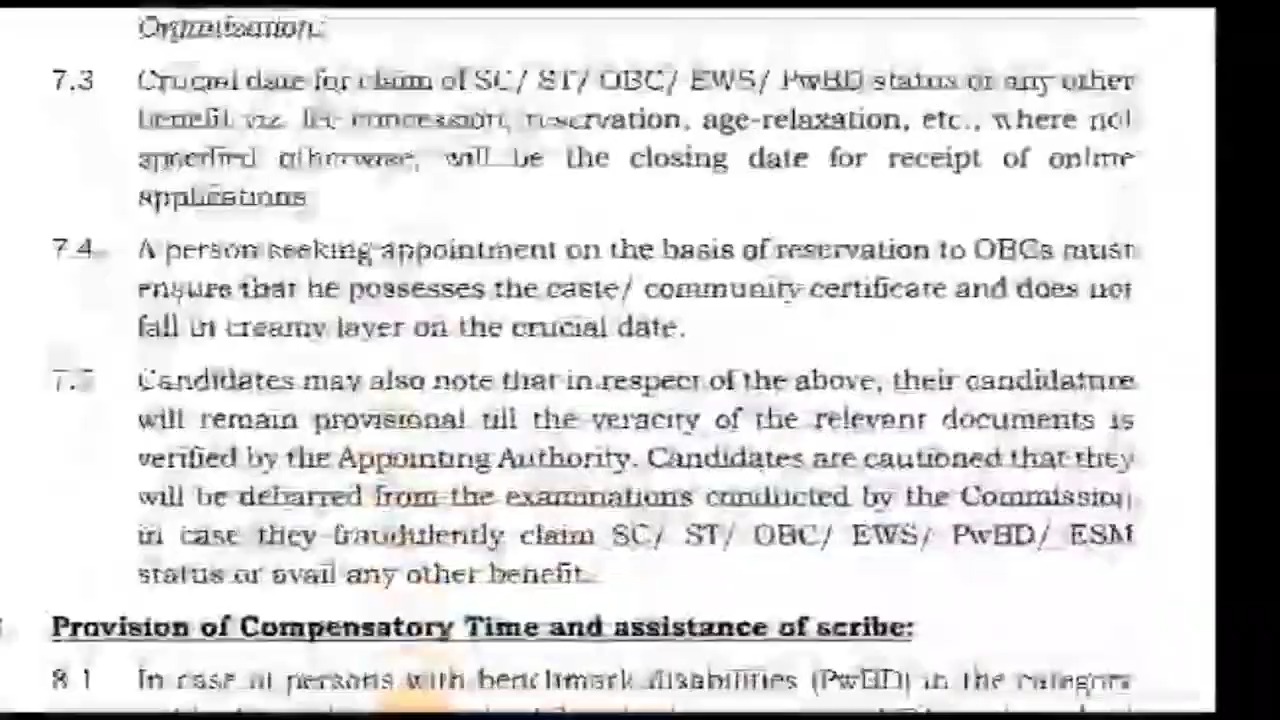 Organisation.
7.3 Crucial date for claim of SC/ ST/ OBC/ EWS/ PwBD status or any other
benefit viz. fee concession, reservation, age-relaxation, etc., where not
specified otherwise, will be the closing date for receipt of online
applications
7.4 A person seeking appointment on the basis of reservation to OBCs must
ensure that he possesses the caste/ community certificate and does not
fall in creamy layer on the crucial date.
7.5 Candidates may also note that in respect of the above, their candidature
will remain provisional till the veracity of the relevant documents is
verified by the Appointing Authority. Candidates are cautioned that they
will be debarred from the examinations conducted by the Commission
in case they fraudulently claim SC/ ST/ OBC/ EWS/ PwBD/ ESM
status or avail any other benefit.
Provision of Compensatory Time and assistance of scribe:
8.1 In case of persons with benchmark disabilities (PwBD) in the category